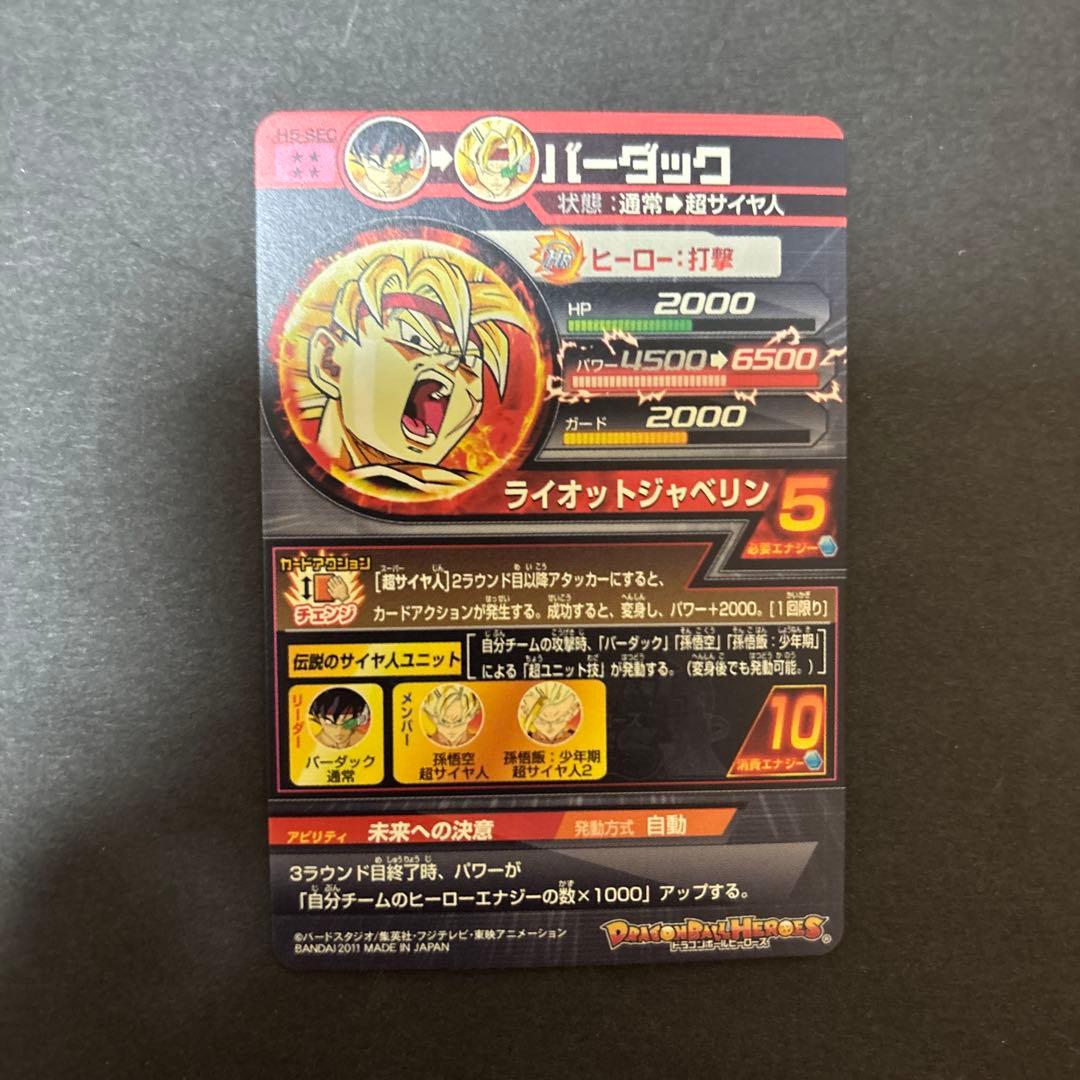 H5-SEC
バーダック
状態：通常➡超サイヤ人
ヒーロー：打撃
HP 2000
パワー 4500➡6500
ガード 2000
ライオットジャベリン 5
必要エナジー
カードアクション
チェンジ
[超サイヤ人]2ラウンド目以降アタッカーにすると、
カードアクションが発生する。成功すると、変身し、パワー+2000。[1回限り]
伝説のサイヤ人ユニット
自分チームの攻撃時、「バーダック」「孫悟空」「孫悟飯：少年期」
による「超ユニット技」が発動する。（変身後でも発動可能。）
リーダー
バーダック
通常
メンバー
孫悟空
超サイヤ人
孫悟飯：少年期
超サイヤ人2
10
消費エナジー
アビリティ 未来への決意 発動方式 自動
3ラウンド目終了時、パワーが
「自分チームのヒーローエナジーの数×1000」アップする。
©バードスタジオ/集英社・フジテレビ・東映アニメーション
BANDAI 2011 MADE IN JAPAN
DRAGONBALL HEROES
ドラゴンボールヒーローズ